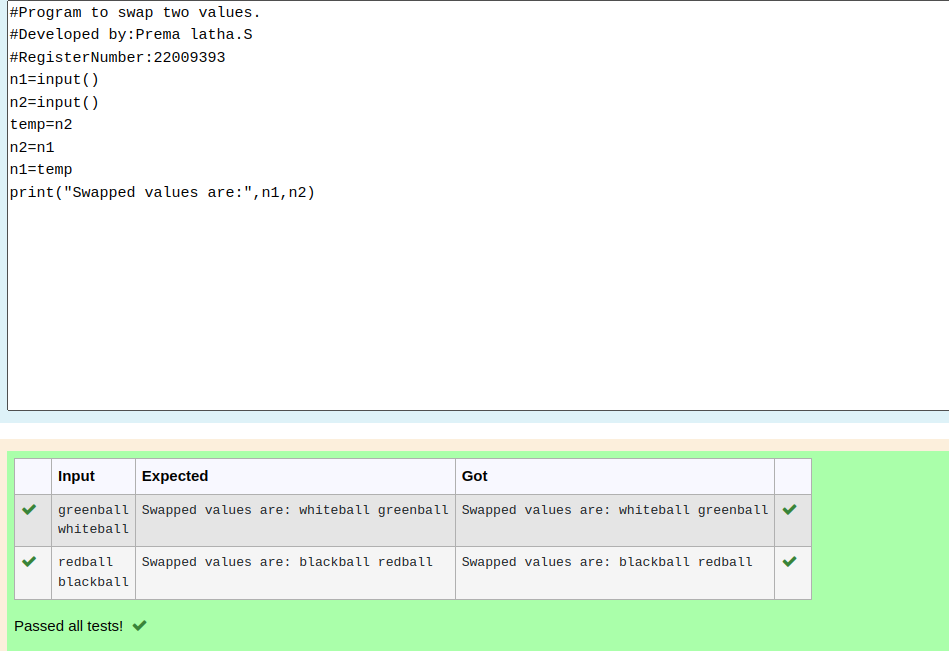 #Program to swap two values.
#Developed by:Prema latha.S
#RegisterNumber:22009393
n1=input()
n2=input()
temp=n2
n2=n1
n1=temp
print("Swapped values are:",n1,n2)
Input Expected Got
greenball Swapped values are: whiteball greenball Swapped values are: whiteball greenball
whiteball
redball Swapped values are: blackball redball Swapped values are: blackball redball
blackball
Passed all tests!